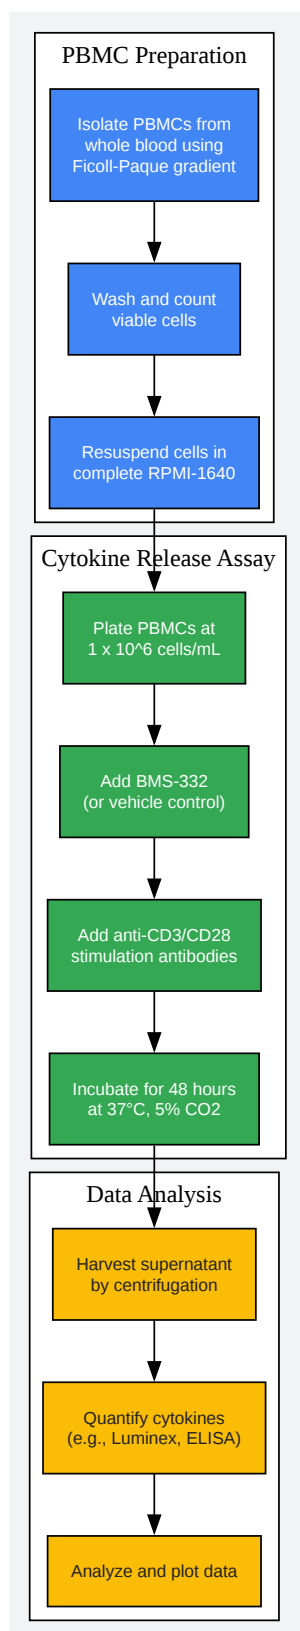 PBMC Preparation
Isolate PBMCs from
whole blood using
Ficoll-Paque gradient
Wash and count
viable cells
Resuspend cells in
complete RPMI-1640
Cytokine Release Assay
Plate PBMCs at
1 x 10^6 cells/mL
Add BMS-332
(or vehicle control)
Add anti-CD3/CD28
stimulation antibodies
Incubate for 48 hours
at 37°C, 5% CO2
Data Analysis
Harvest supernatant
by centrifugation
Quantify cytokines
(e.g., Luminex, ELISA)
Analyze and plot data